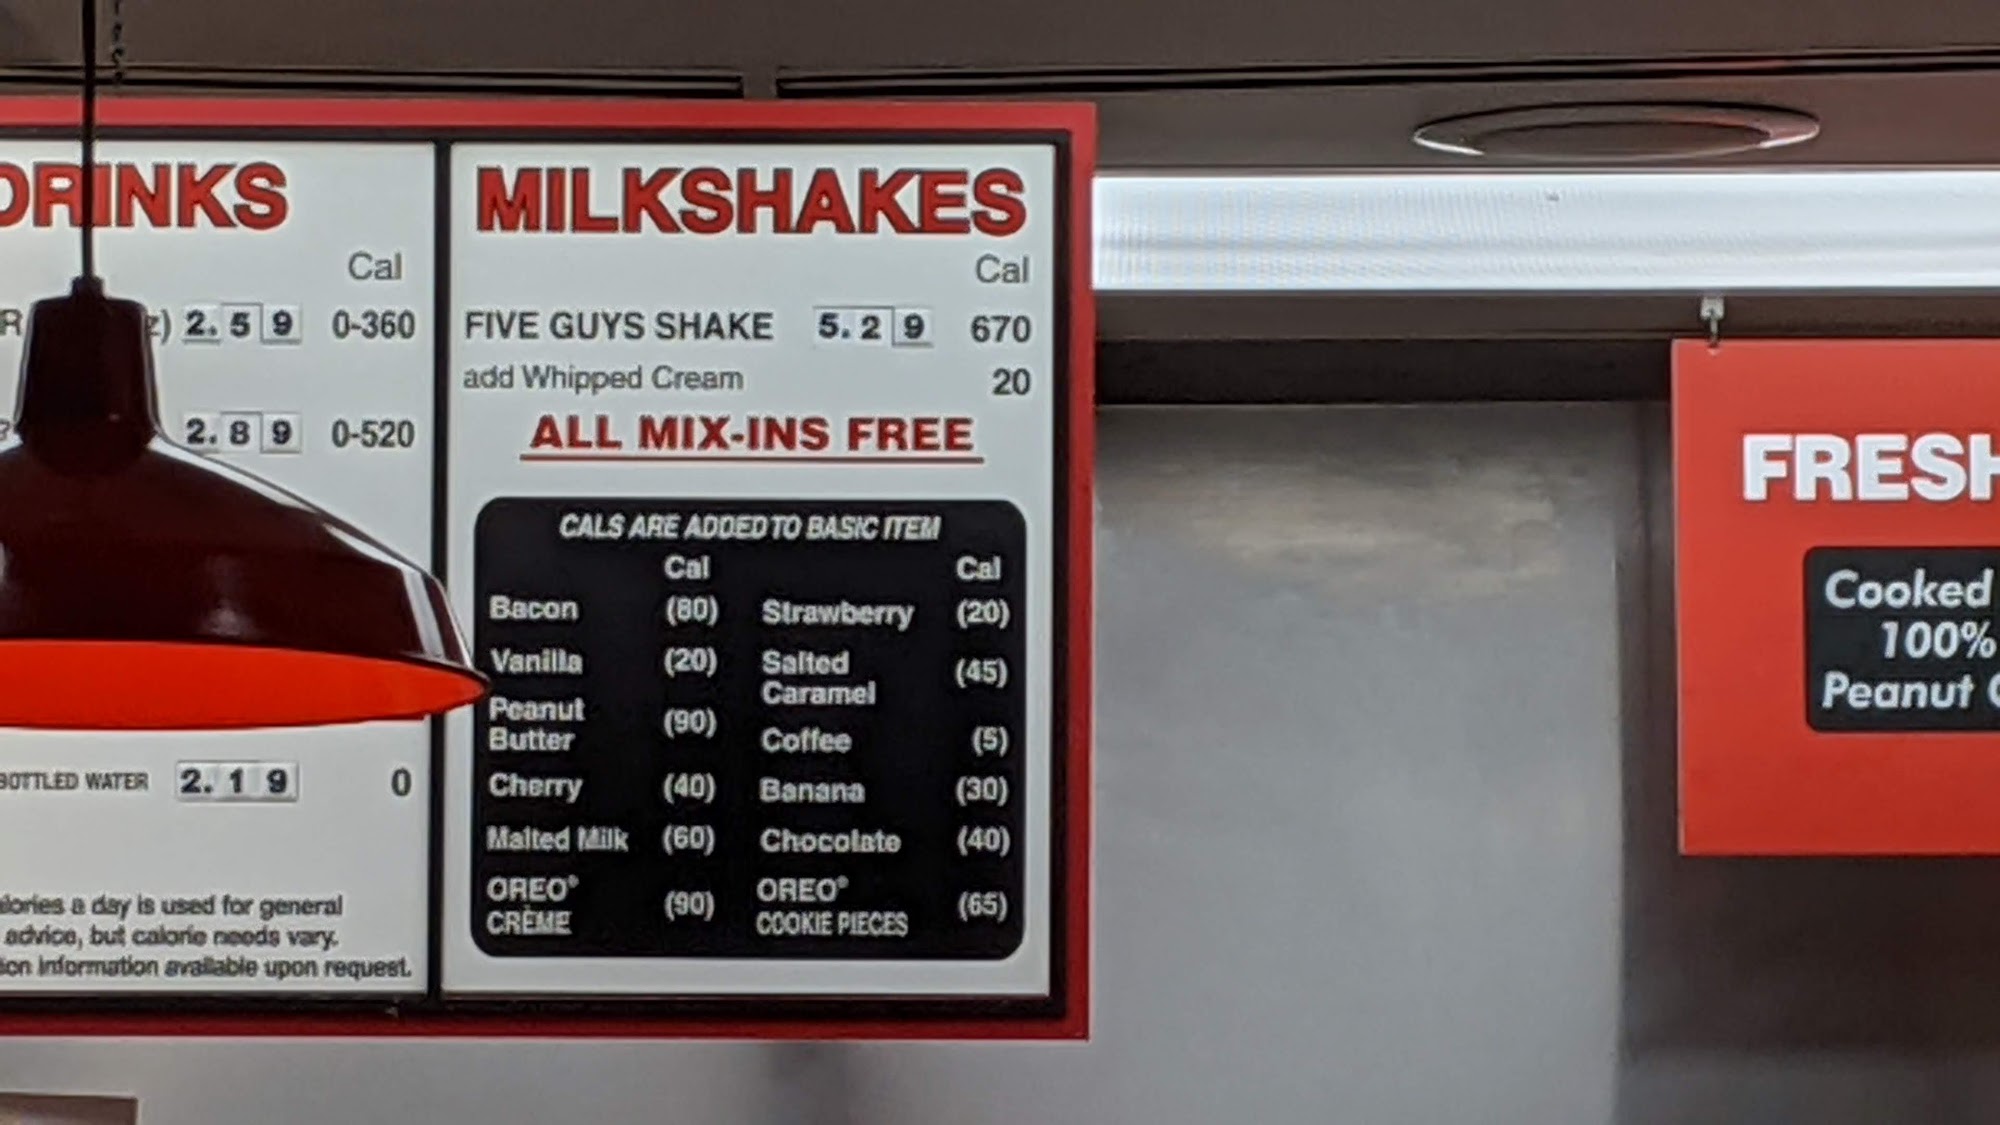 DRINKS
Cal
2.59 0-360
2.89 0-520
BOTTLED WATER 2.19 0
calories a day is used for general
advice, but calorie needs vary.
information available upon request.
MILKSHAKES
Cal
FIVE GUYS SHAKE 5.29 670
add Whipped Cream 20
ALL MIX-INS FREE
CALS ARE ADDED TO BASIC ITEM
Cal Cal
Bacon (80) Strawberry (20)
Vanilla (20) Salted
Caramel (45)
Peanut
Butter (90) Coffee (5)
Cherry (40) Banana (30)
Malted Milk (60) Chocolate (40)
OREO® OREO®
CRÈME (90) COOKIE PIECES (65)
FRESH
Cooked
100%
Peanut